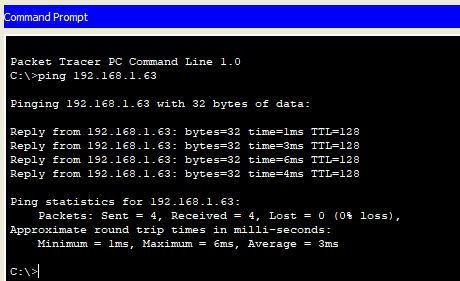 Command Prompt
Packet Tracer PC Command Line 1.0
C:\>ping 192.168.1.63
Pinging 192.168.1.63 with 32 bytes of data:
Reply from 192.168.1.63: bytes=32 time=1ms TTL=128
Reply from 192.168.1.63: bytes=32 time=3ms TTL=128
Reply from 192.168.1.63: bytes=32 time=6ms TTL=128
Reply from 192.168.1.63: bytes=32 time=4ms TTL=128
Ping statistics for 192.168.1.63:
Packets: Sent = 4, Received = 4, Lost = 0 (0% loss),
Approximate round trip times in milli-seconds:
Minimum = 1ms, Maximum = 6ms, Average = 3ms
C:\>